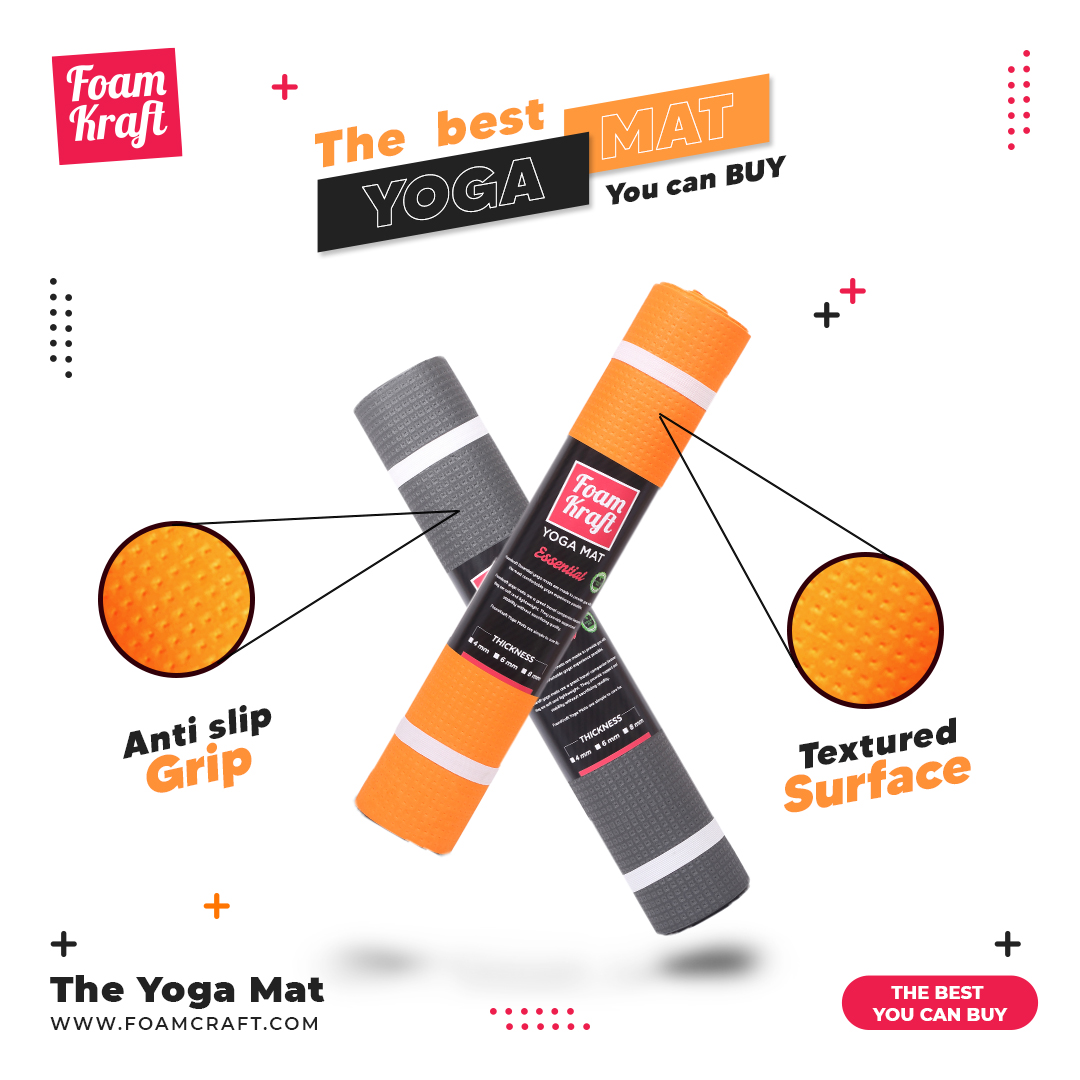 Foam
Kraft
The best
YOGA
MAT
You can BUY
Foam
Kraft
YOGA MAT
Essential
THICKNESS
4 mm 6 mm 8 mm
THICKNESS
4 mm 6 mm 8 mm
Anti slip
Grip
Textured
Surface
The Yoga Mat
WWW.FOAMCRAFT.COM
THE BEST
YOU CAN BUY